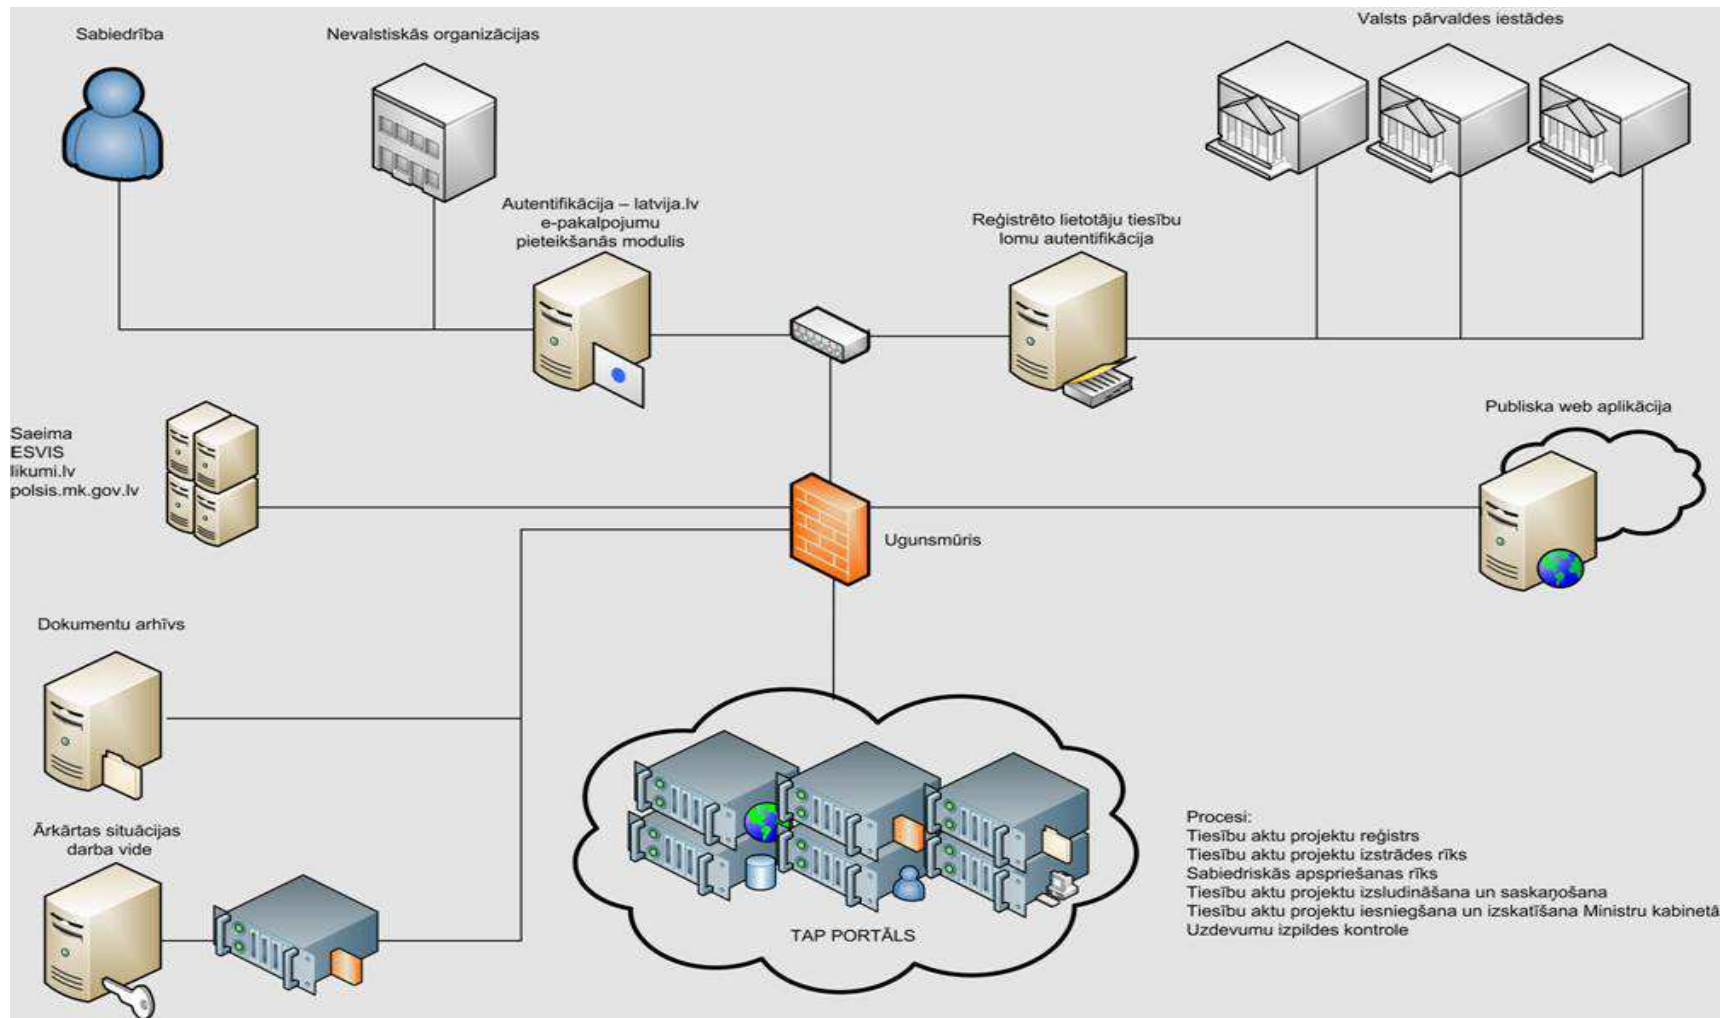 Sabiedrība
Nevalstiskās organizācijas
Valsts pārvaldes iestādes
Autentifikācija – latvija.lv
e-pakalpojumu
pieteikšanās modulis
Reģistrēto lietotāju tiesību
lomu autentifikācija
Publiska web aplikācija
Saeima
ESVIS
likumi.lv
polsis.mk.gov.lv
Ugunsmūris
Dokumentu arhīvs
Ārkārtas situācijas
darba vide
TAP PORTĀLS
Procesi:
Tiesību aktu projektu reģistrs
Tiesību aktu projektu izstrādes rīks
Sabiedriskās apspriešanas rīks
Tiesību aktu projektu izsludināšana un saskaņošana
Tiesību aktu projektu iesniegšana un izskatīšana Ministru kabinetā
Uzdevumu izpildes kontrole